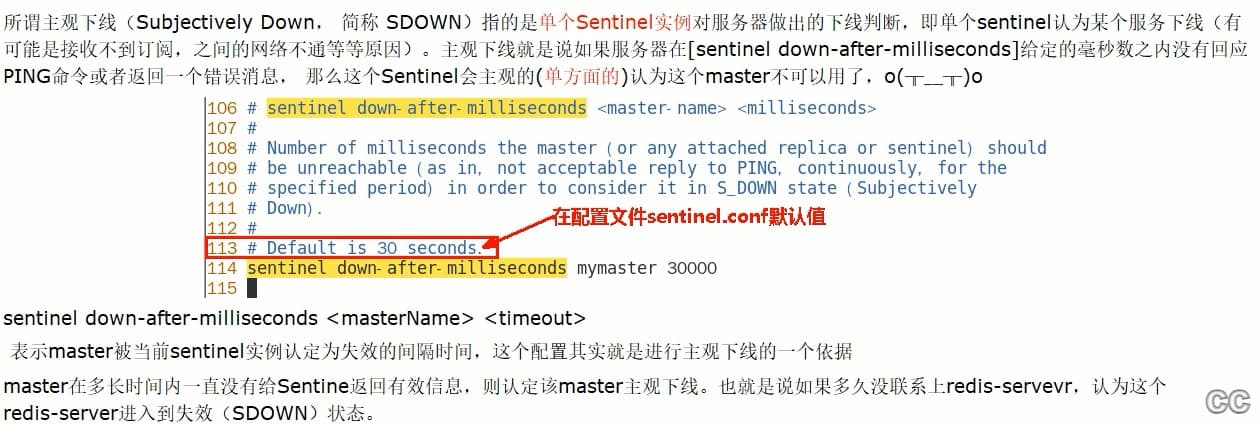 所谓主观下线（Subjectively Down， 简称 SDOWN）指的是单个Sentinel实例对服务器做出的下线判断，即单个sentinel认为某个服务下线（有
可能是接收不到订阅，之间的网络不通等等原因）。主观下线就是说如果服务器在[sentinel down-after-milliseconds]给定的毫秒数之内没有回应
PING命令或者返回一个错误消息， 那么这个Sentinel会主观的(单方面的)认为这个master不可以用了，o(╥﹏╥)o
106 # sentinel down-after-milliseconds <master-name> <milliseconds>
107 #
108 # Number of milliseconds the master (or any attached replica or sentinel) should
109 # be unreachable (as in, not acceptable reply to PING, continuously, for the
110 # specified period) in order to consider it in S_DOWN state (Subjectively
111 # Down).
112 #
在配置文件sentinel.conf默认值
113 # Default is 30 seconds.
114 sentinel down-after-milliseconds mymaster 30000
115
sentinel down-after-milliseconds <masterName> <timeout>
表示master被当前sentinel实例认定为失效的间隔时间，这个配置其实就是进行主观下线的一个依据
master在多长时间内一直没有给Sentine返回有效信息，则认定该master主观下线。也就是说如果多久没联系上redis-servevr，认为这个
redis-server进入到失效（SDOWN）状态。
CC